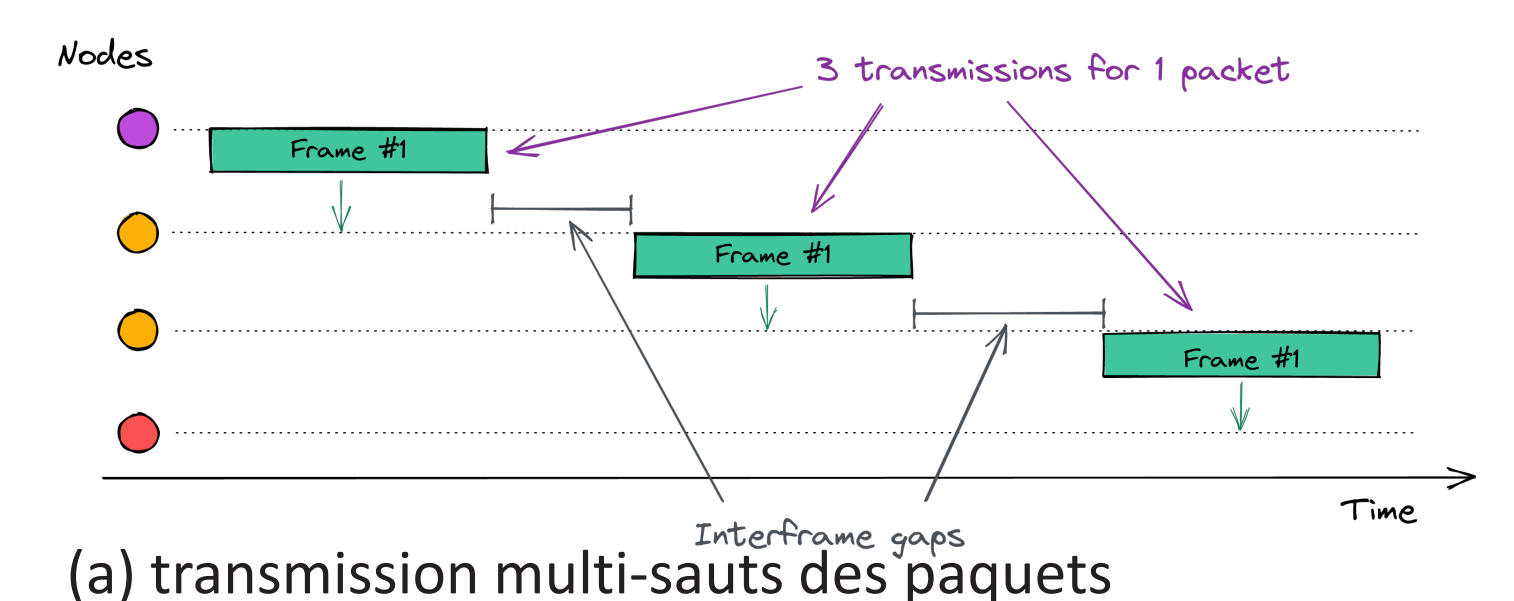 Nodes
3 transmissions for 1 packet
Frame #1
Frame #1
Frame #1
Time
Interframe gaps
(a) transmission multi-sauts des paquets